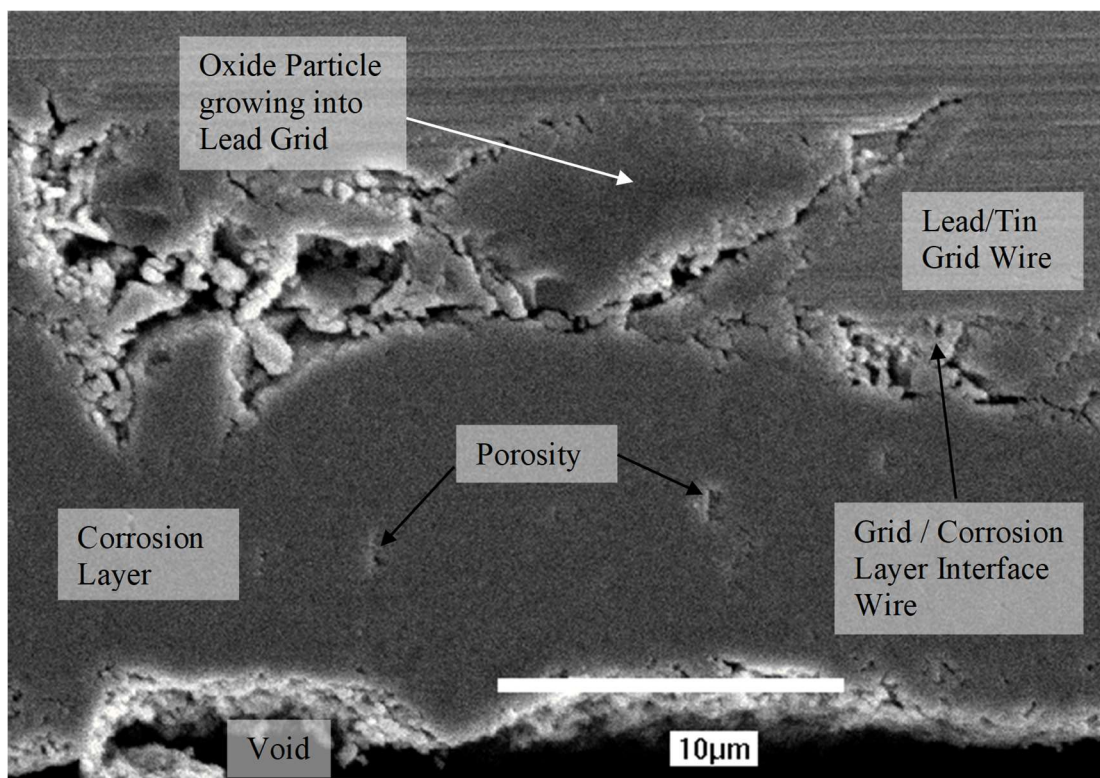 Oxide Particle
growing into
Lead Grid
Lead/Tin
Grid Wire
Porosity
Corrosion
Layer
Grid / Corrosion
Layer Interface
Wire
Void
10µm